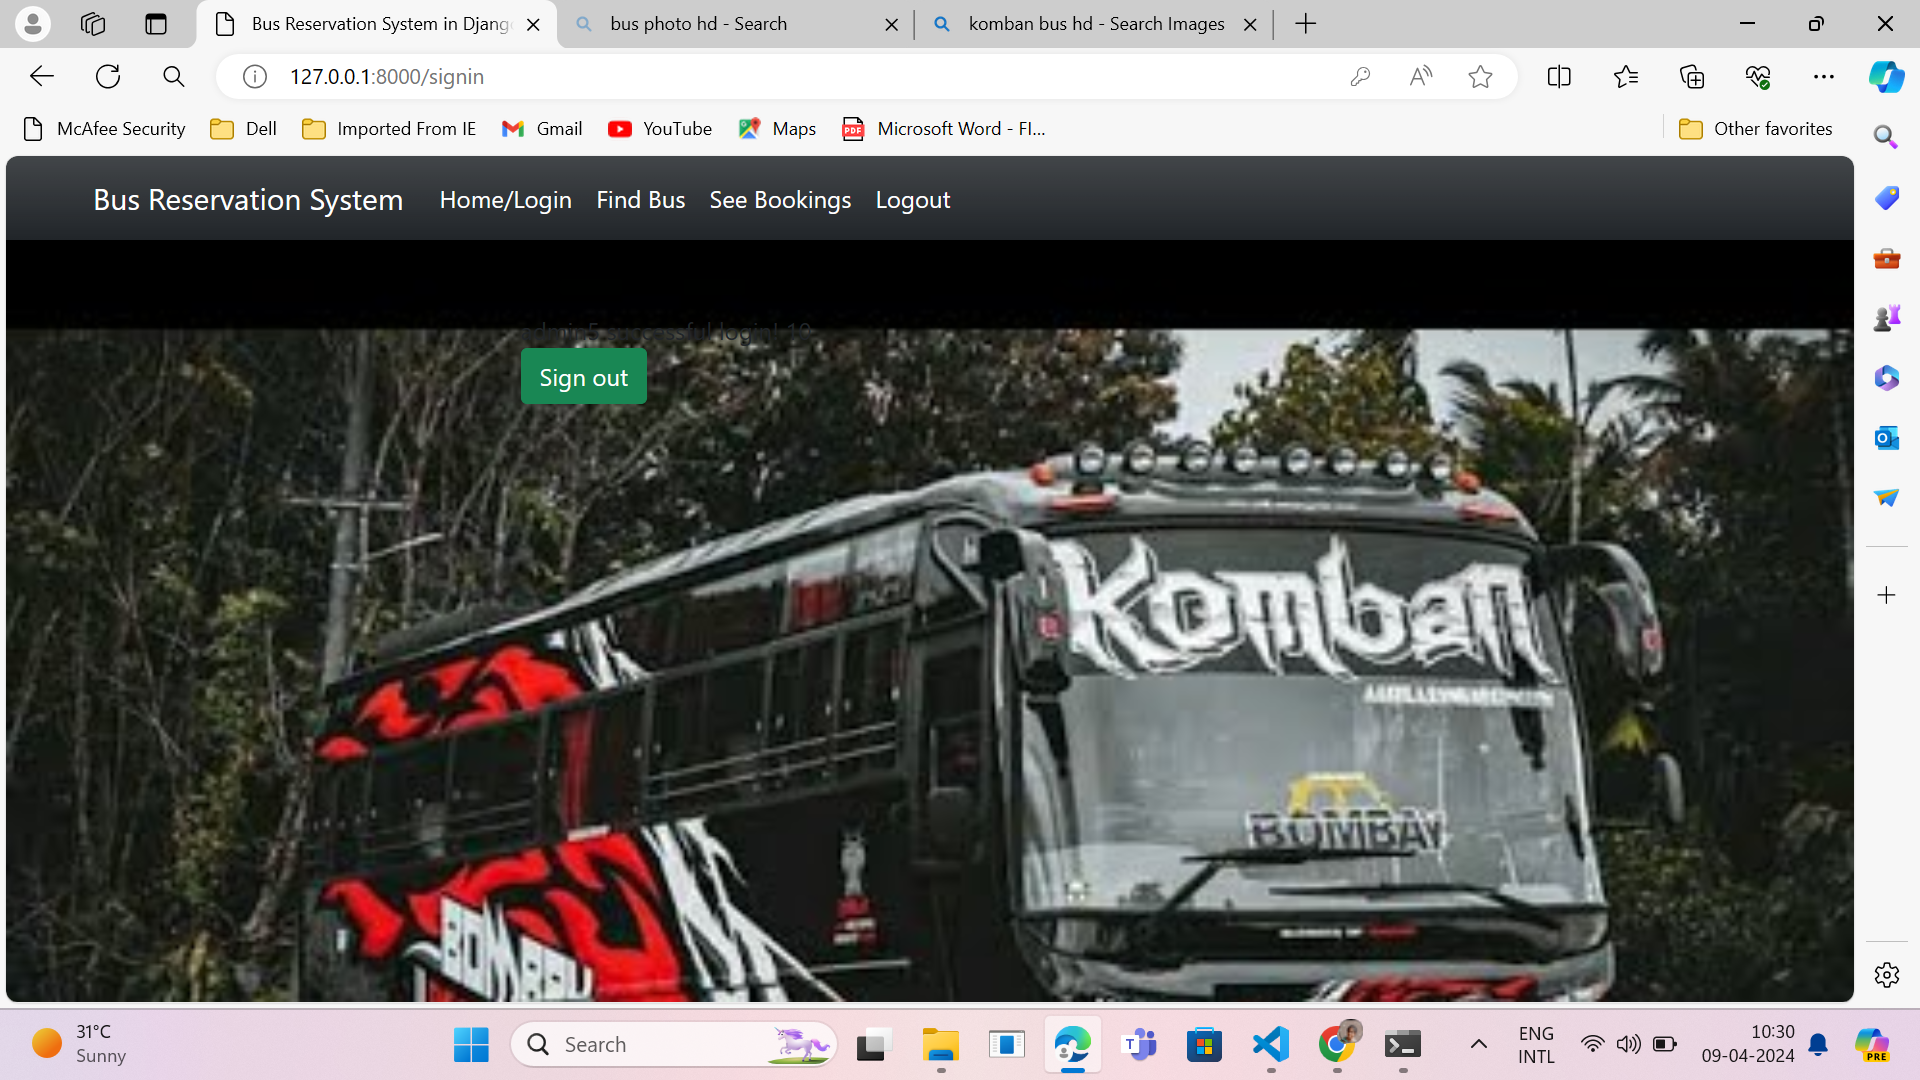 Bus Reservation System in Djang
bus photo hd - Search
komban bus hd - Search Images
127.0.0.1:8000/signin
McAfee Security
Dell
Imported From IE
Gmail
YouTube
Maps
Microsoft Word - FI...
Other favorites
Bus Reservation System
Home/Login
Find Bus
See Bookings
Logout
admin5 successful login! 19
Sign out
Komban
BOMBAY
BOMBAY
31°C
Sunny
Search
ENG
INTL
10:30
09-04-2024
PRE